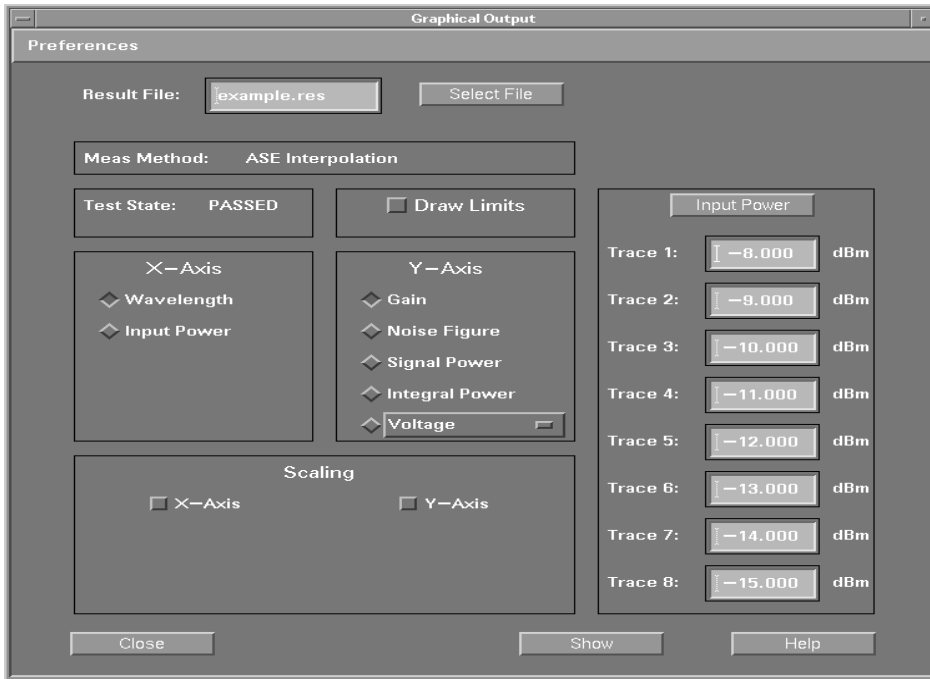 Graphical Output
Preferences
Result File: example.res Select File
Meas Method: ASE Interpolation
Test State: PASSED
Draw Limits
Input Power
X-Axis
Wavelength
Input Power
Y-Axis
Gain
Noise Figure
Signal Power
Integral Power
Voltage
Trace 1: -8.000 dBm
Trace 2: -9.000 dBm
Trace 3: -10.000 dBm
Trace 4: -11.000 dBm
Trace 5: -12.000 dBm
Trace 6: -13.000 dBm
Trace 7: -14.000 dBm
Trace 8: -15.000 dBm
Scaling
X-Axis Y-Axis
Close Show Help